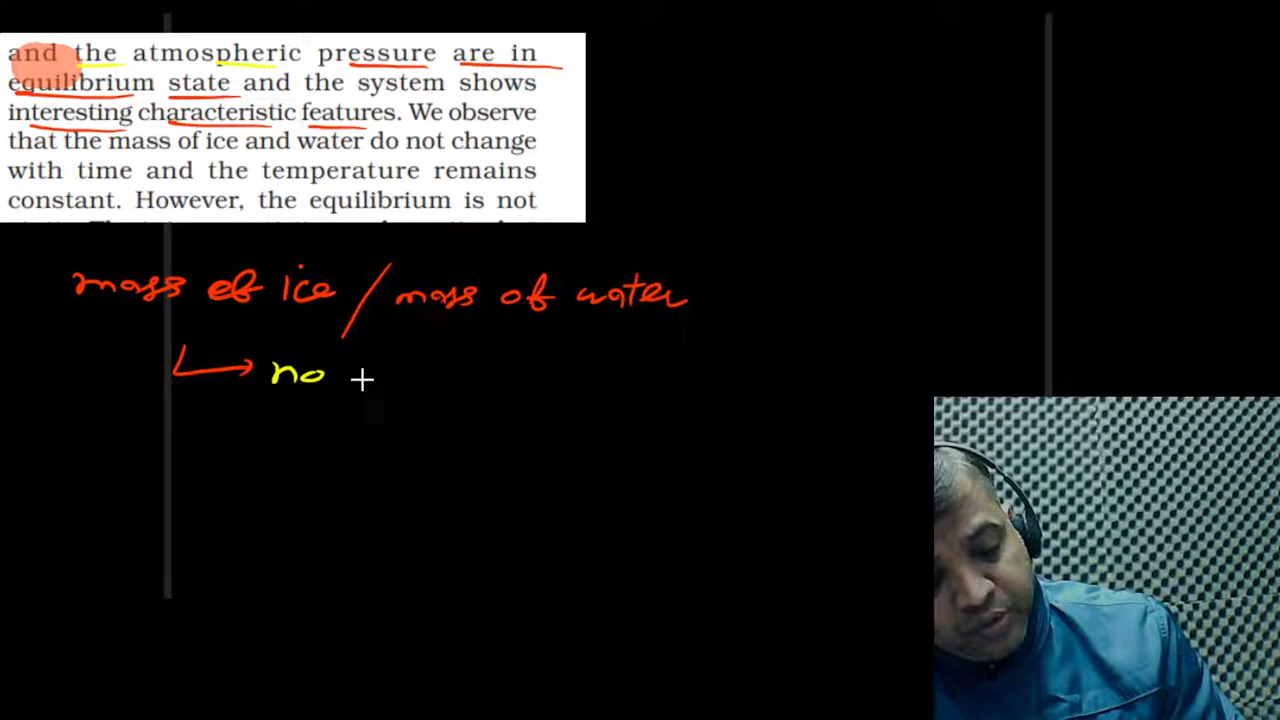 and the atmospheric pressure are in
equilibrium state and the system shows
interesting characteristic features. We observe
that the mass of ice and water do not change
with time and the temperature remains
constant. However, the equilibrium is not
mass of ice / mass of water
no